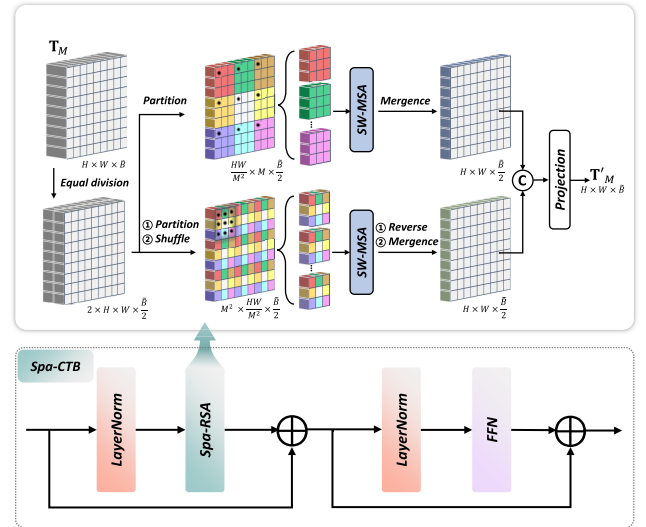 T_M
H × W × B̄
Equal division
2 × H × W × B̄/2
Partition
HW/M² × M × B̄/2
⋮
SW-MSA
Mergence
H × W × B̄/2
① Partition
② Shuffle
M² × HW/M² × B̄/2
⋮
SW-MSA
① Reverse
② Mergence
H × W × B̄/2
C
Projection
T′_M
H × W × B̄
Spa-CTB
LayerNorm
Spa-RSA
LayerNorm
FFN